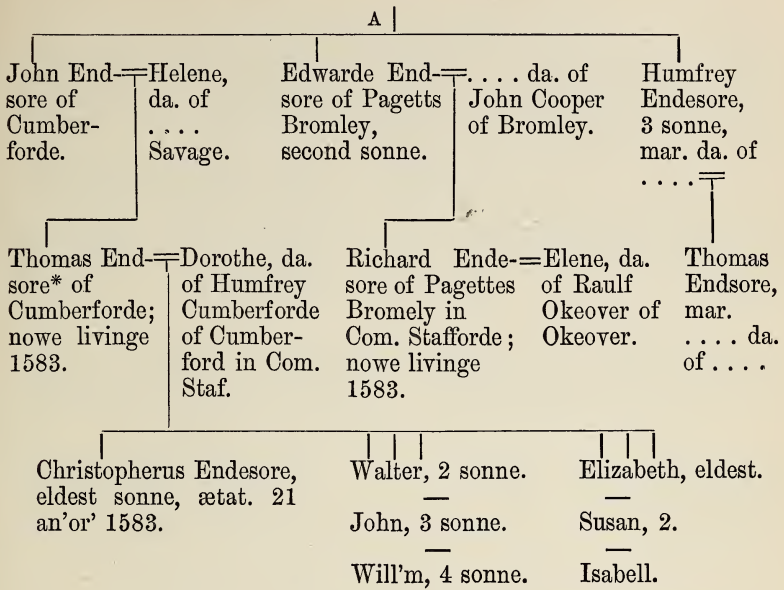 A
John End-
sore of
Cumber-
forde.
Helene,
da. of
. . . .
Savage.
Edwarde End-
sore of Pagetts
Bromley,
second sonne.
. . . . da. of
John Cooper
of Bromley.
Humfrey
Endesore,
3 sonne,
mar. da. of
. . . .
Thomas End-
sore* of
Cumberforde;
nowe livinge
1583.
Dorothe, da.
of Humfrey
Cumberforde
of Cumber-
ford in Com.
Staf.
Richard Ende-
sore of Pagettes
Bromely in
Com. Stafforde;
nowe livinge
1583.
Elene, da.
of Raulf
Okeover of
Okeover.
Thomas
Endsore,
mar.
. . . . da.
of . . . .
Christopherus Endesore,
eldest sonne, ætat. 21
an'or' 1583.
Walter, 2 sonne.
John, 3 sonne.
Will'm, 4 sonne.
Elizabeth, eldest.
Susan, 2.
Isabell.